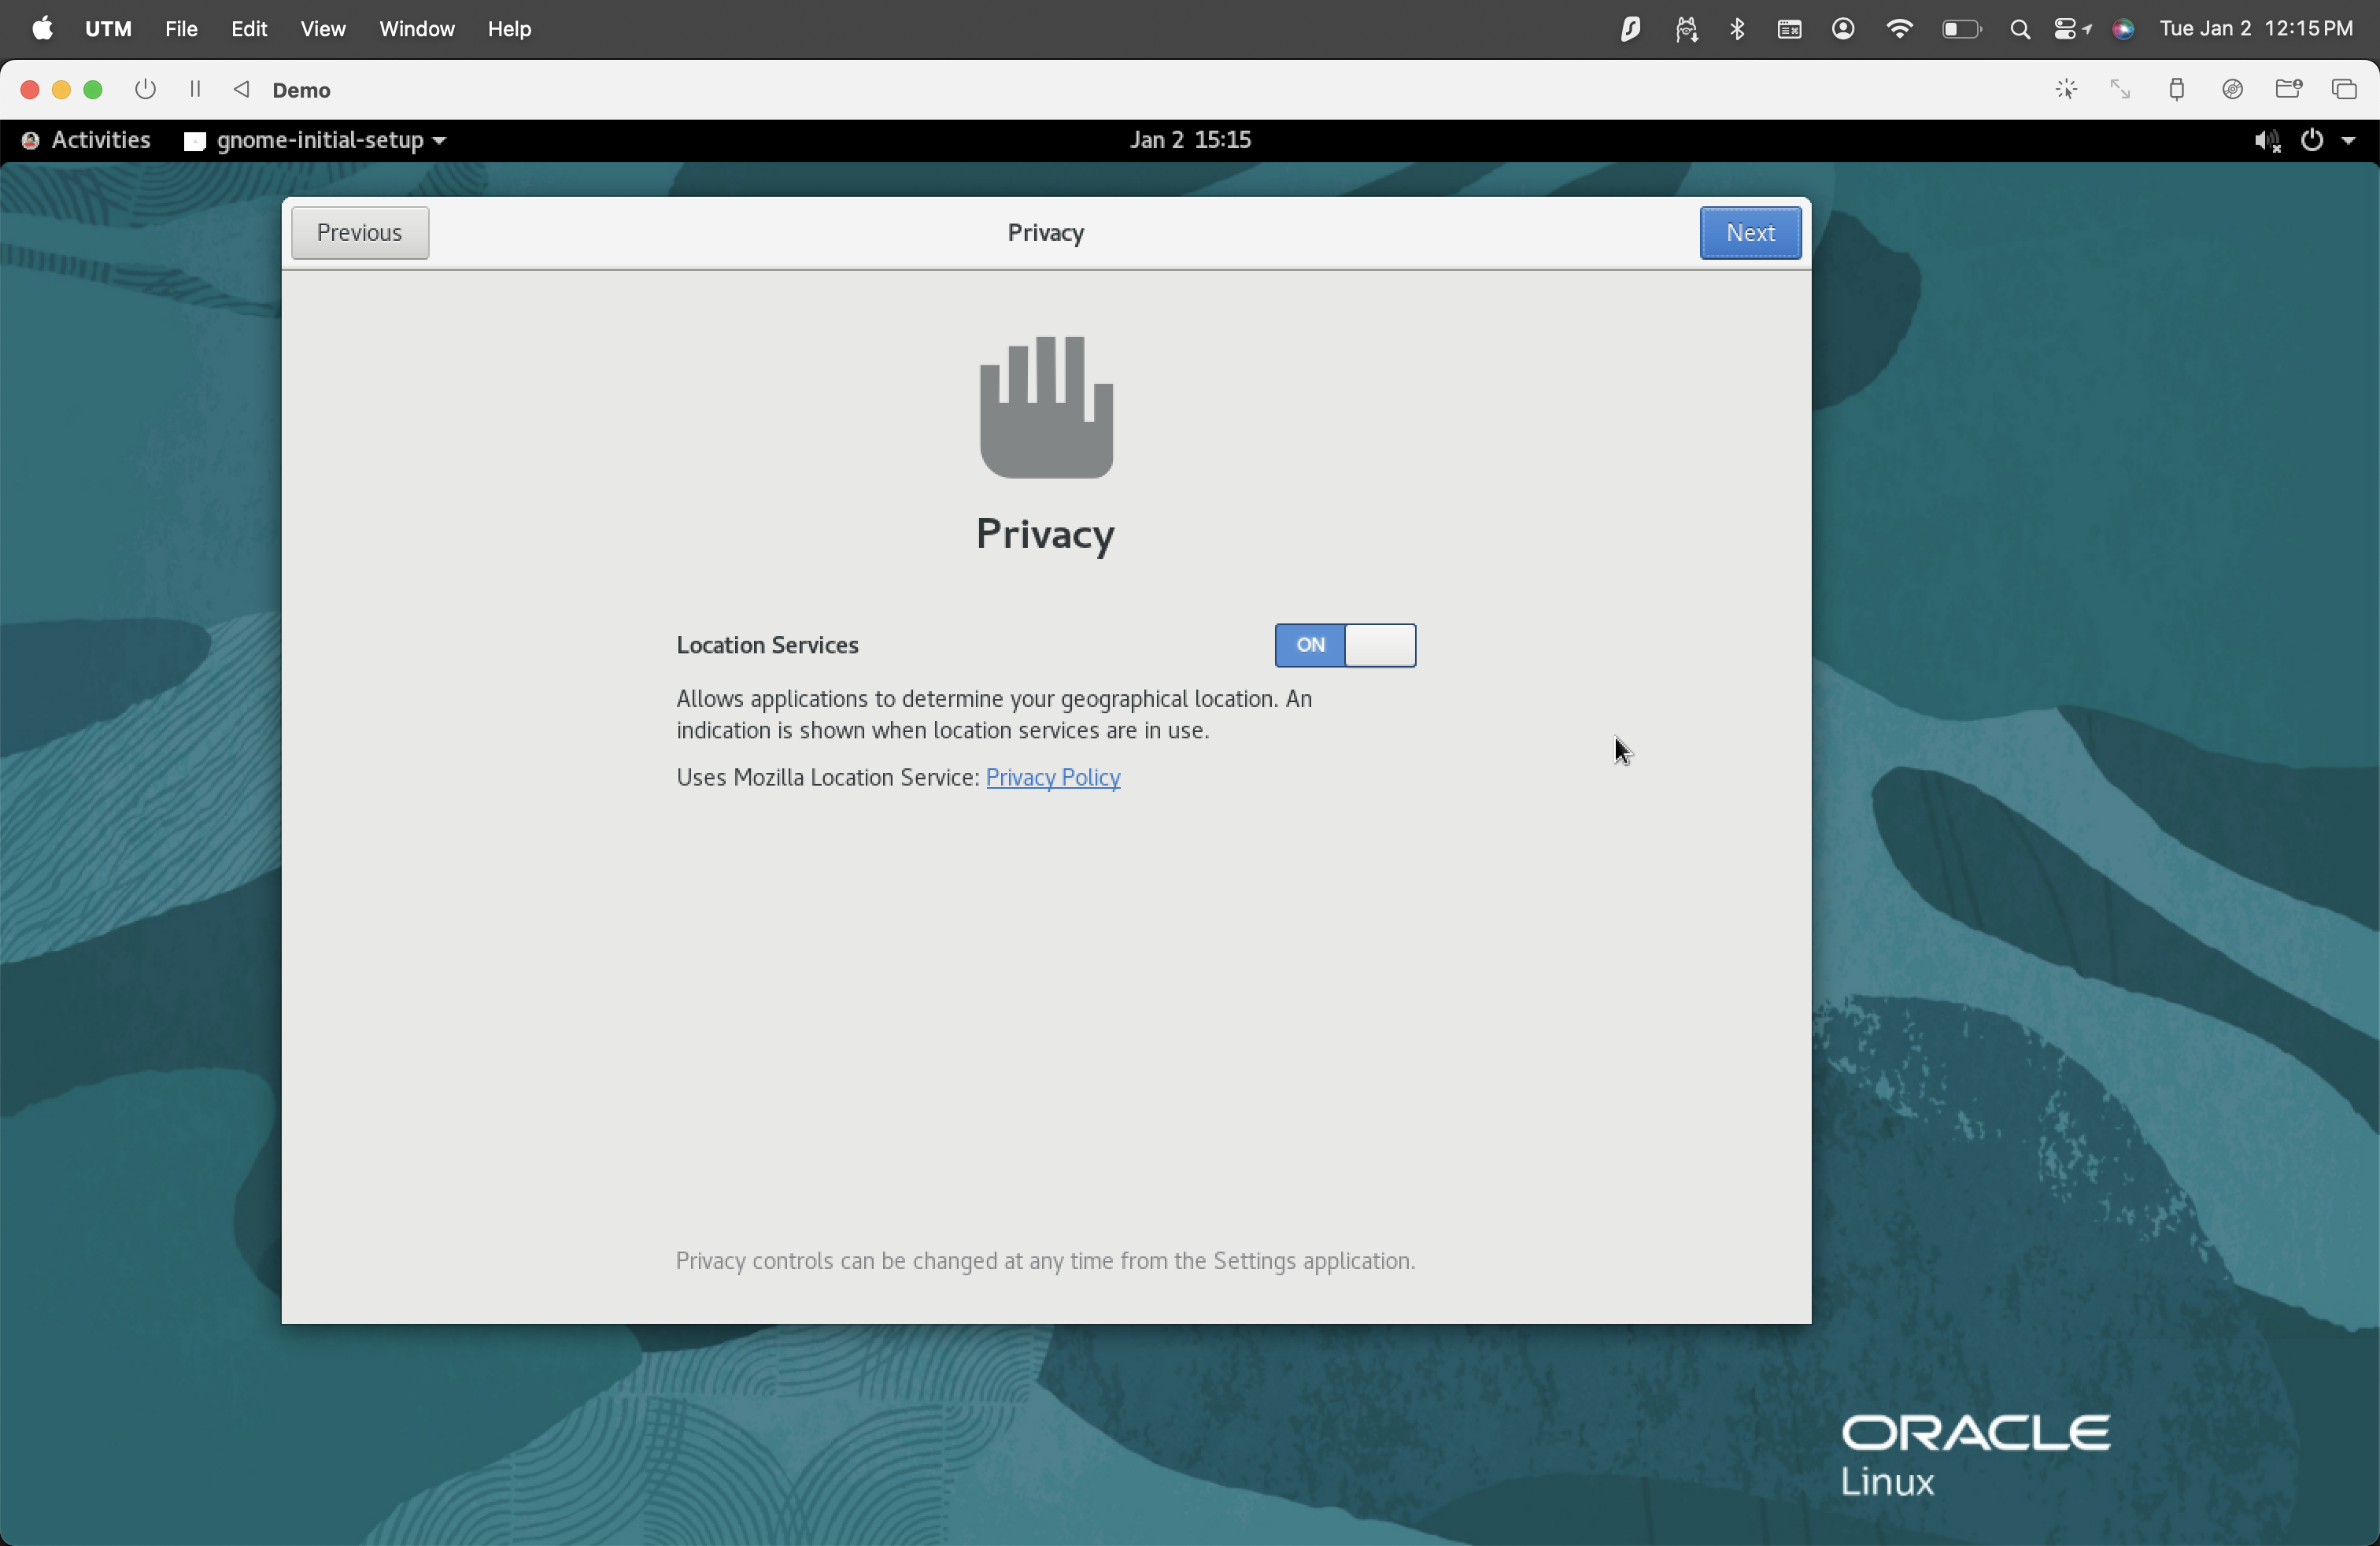 UTM File Edit View Window Help Tue Jan 2 12:15 PM
Demo
Activities gnome-initial-setup Jan 2 15:15
Previous Privacy Next
Privacy
Location Services ON
Allows applications to determine your geographical location. An
indication is shown when location services are in use.
Uses Mozilla Location Service: Privacy Policy
Privacy controls can be changed at any time from the Settings application.
ORACLE
Linux